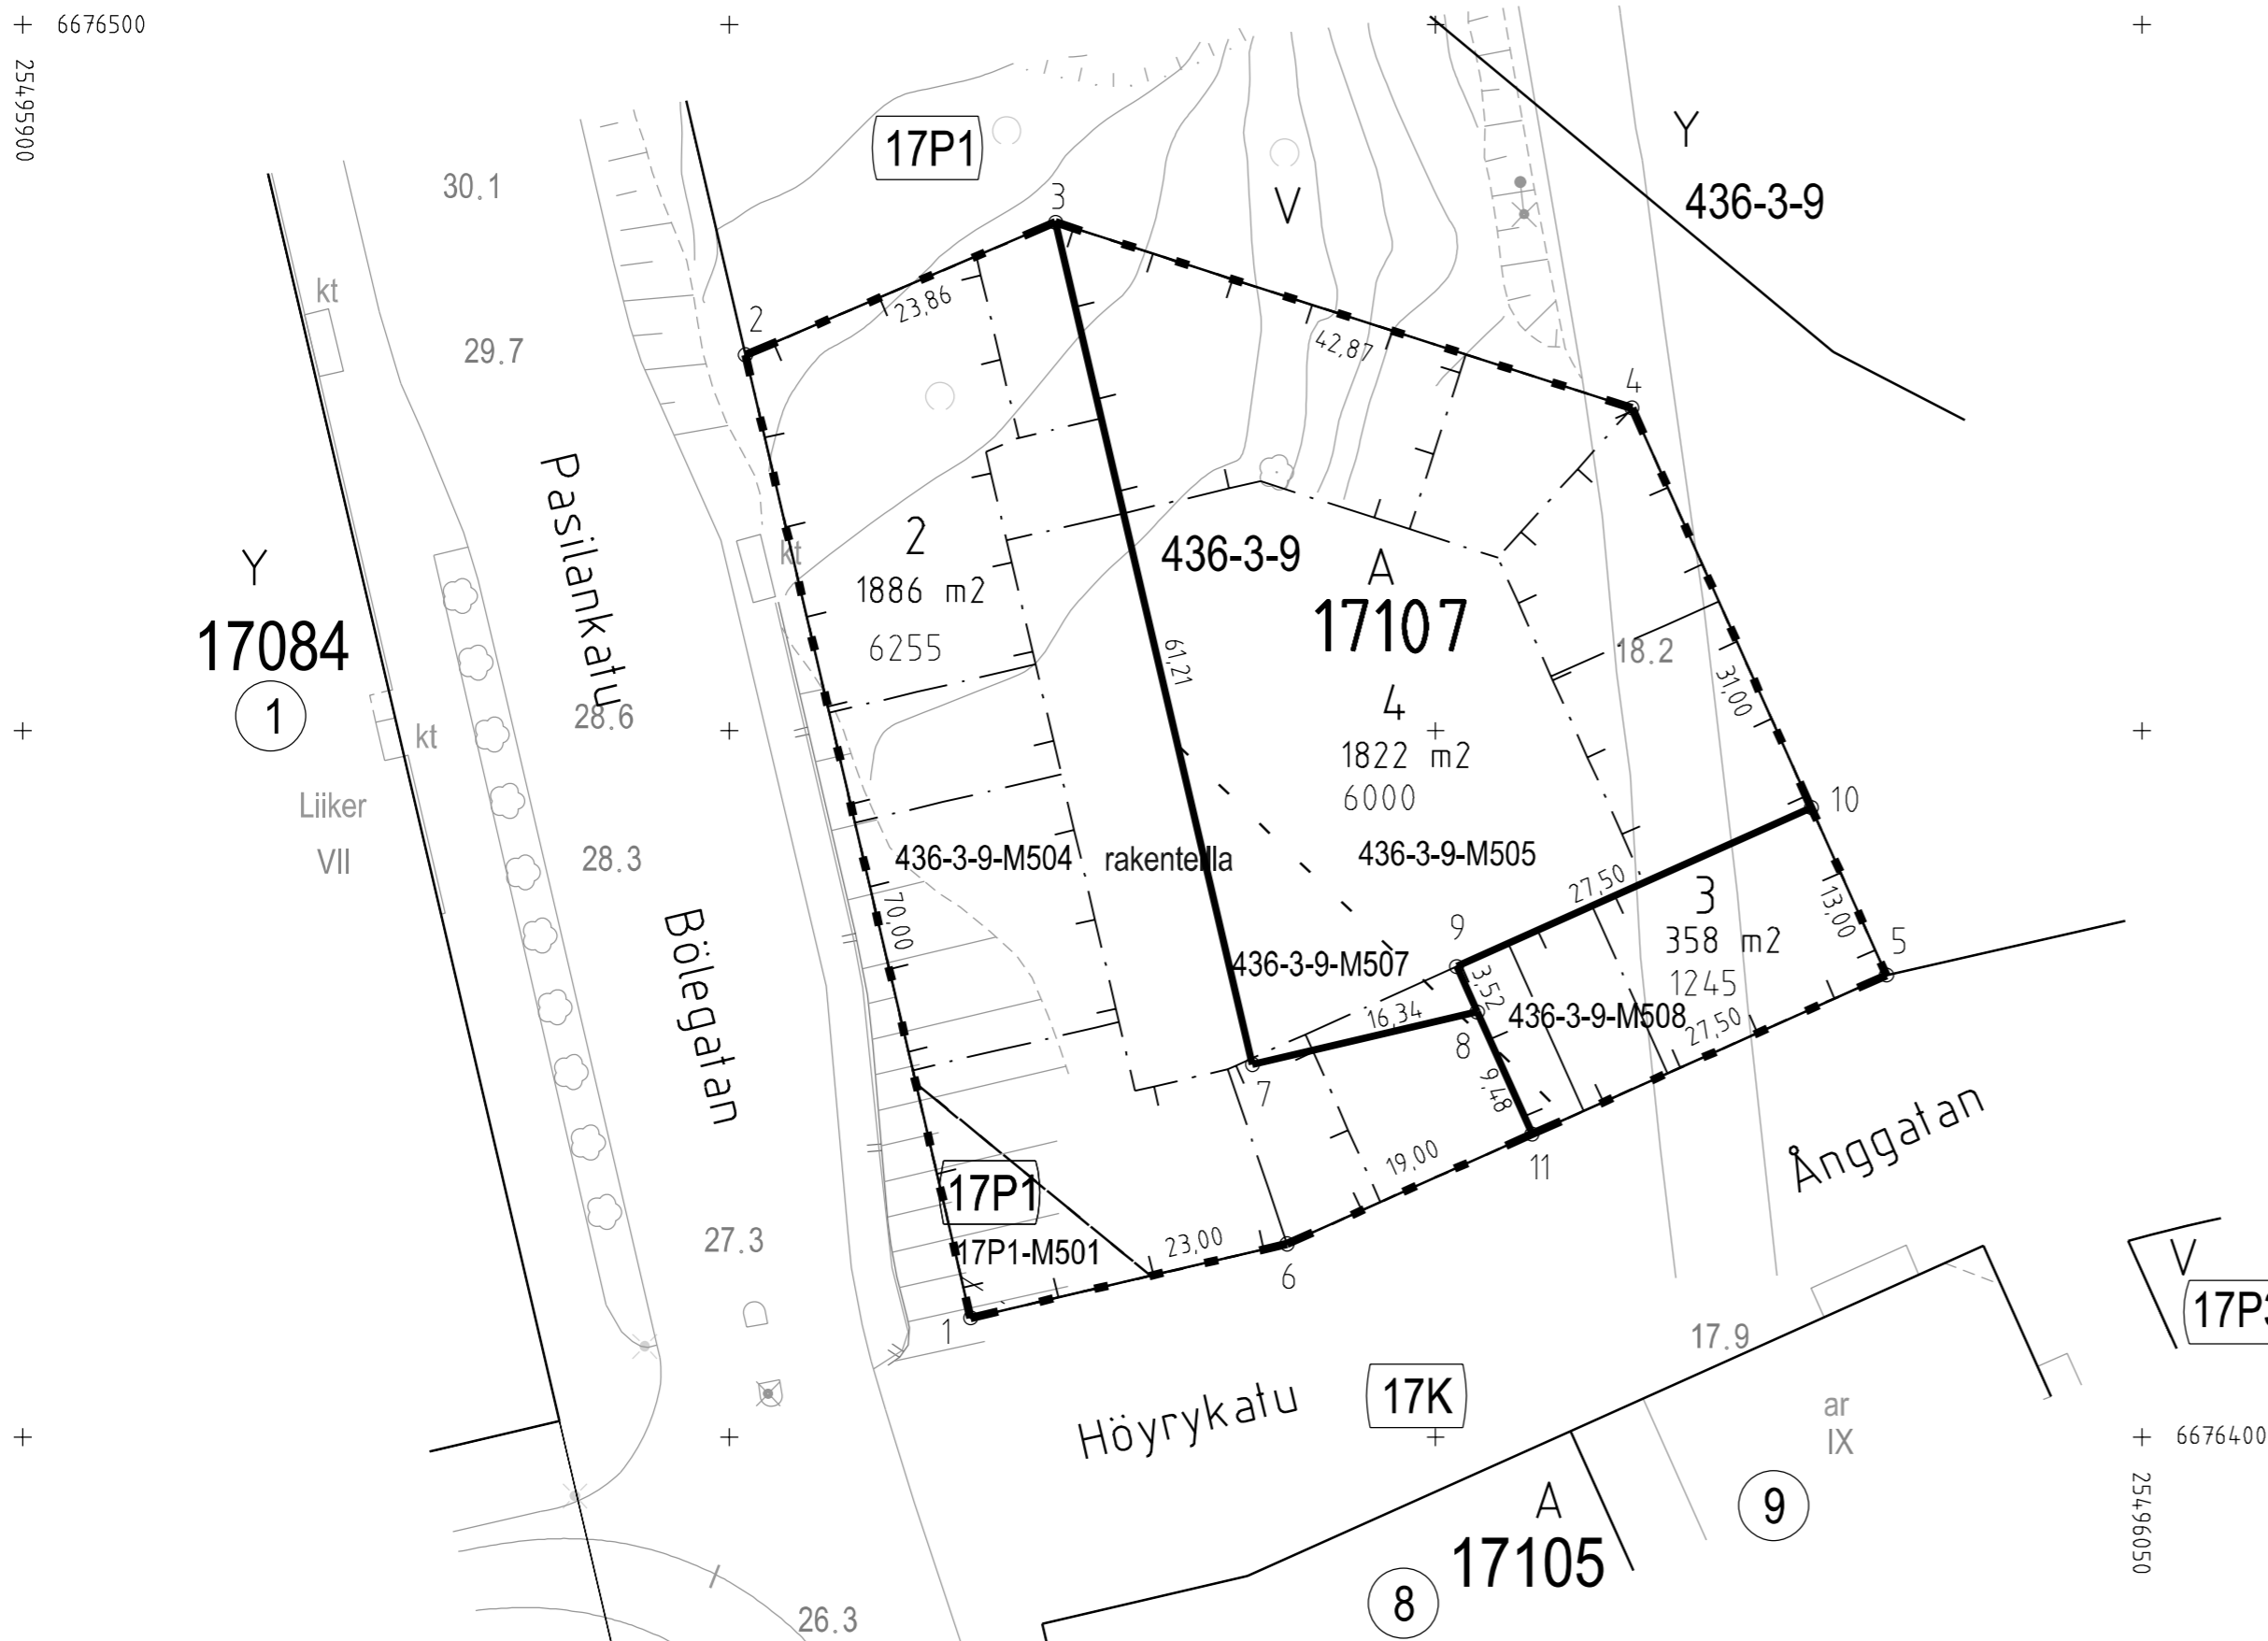 6676500
25495900
17P1
Y
436-3-9
30.1
V
3
kt
23,86
2
29.7
42,87
4
Pasilankatu
2
kt
436-3-9
A
1886 m2
17107
Y
6255
17084
18.2
61,21
31,00
1
28.6
4
kt
1822 m2
Liiker
6000
10
VII
28.3
436-3-9-M504
rakenteilla
436-3-9-M505
27,50
3
70,00
13,00
9
358 m2
5
Bölegatan
436-3-9-M507
3,52
1245
16,34
436-3-9-M508
27,50
8
7
9,48
Ånggatan
19,00
11
17P1
27.3
17P1-M501
23,00
6
V
1
17P3
17.9
17K
Höyrykatu
ar
IX
6676400
25496050
A
9
17105
8
26.3